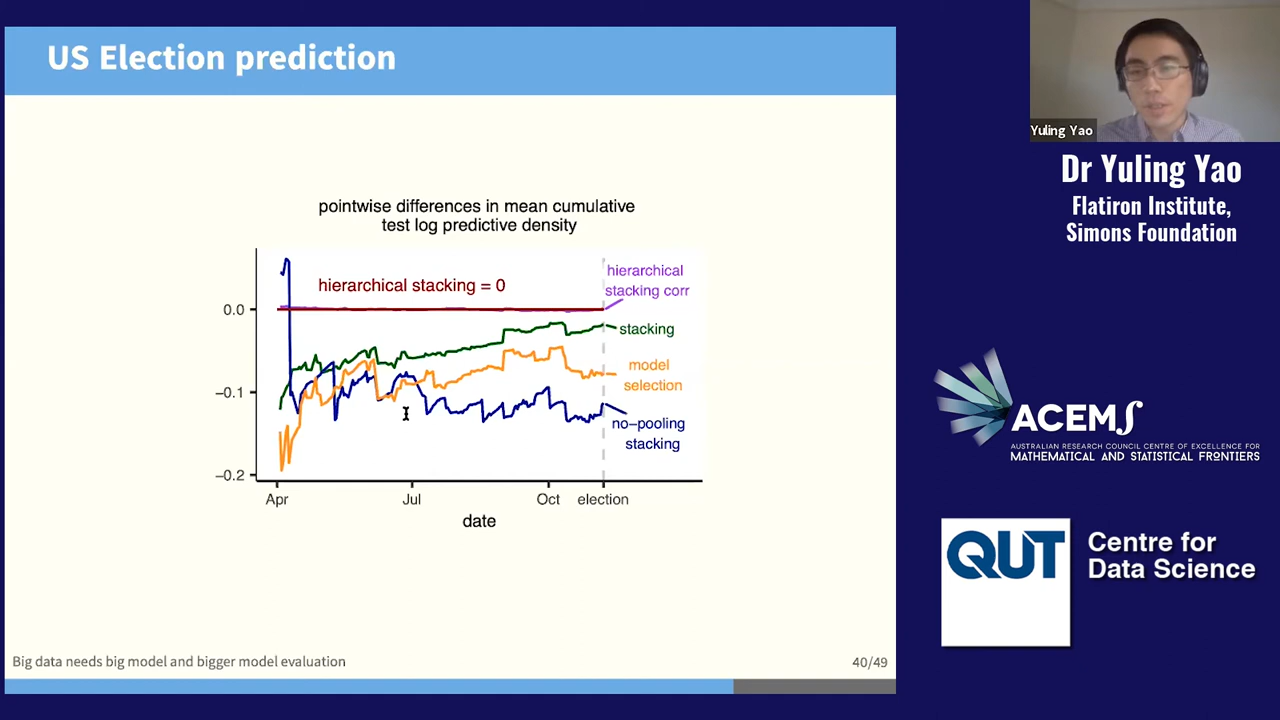 US Election prediction
pointwise differences in mean cumulative
test log predictive density
hierarchical stacking = 0
hierarchical
stacking corr
stacking
model
selection
no−pooling
stacking
0.0
−0.1
−0.2
Apr
Jul
Oct
election
date
Big data needs big model and bigger model evaluation
40/49
Yuling Yao
Dr Yuling Yao
Flatiron Institute,
Simons Foundation
ACEMS
AUSTRALIAN RESEARCH COUNCIL CENTRE OF EXCELLENCE FOR
MATHEMATICAL AND STATISTICAL FRONTIERS
QUT
Centre for
Data Science